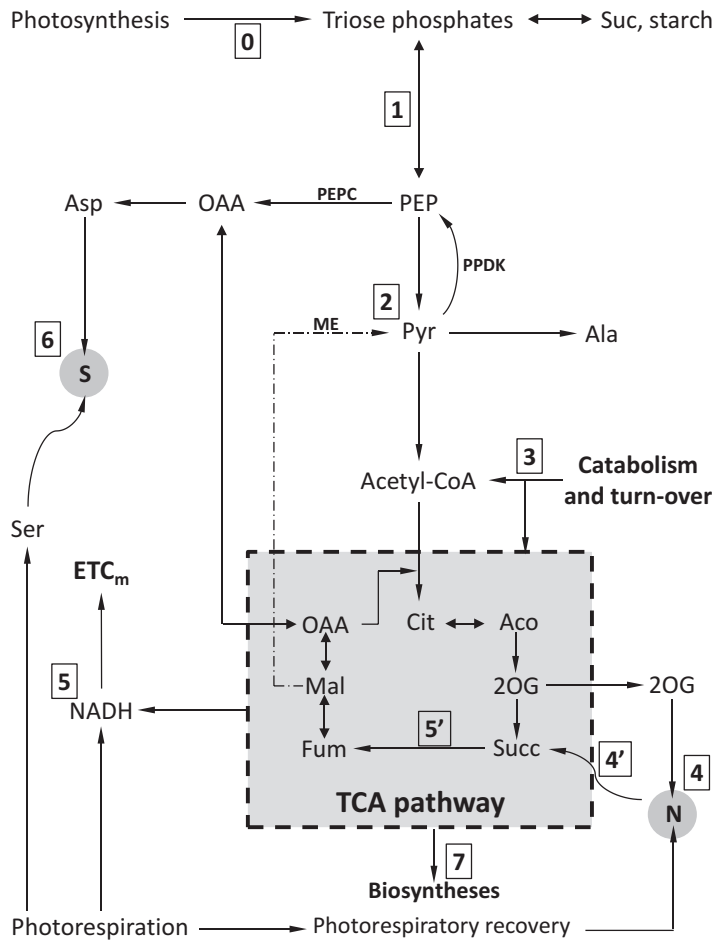 Photosynthesis
0
Triose phosphates
Suc, starch
1
Asp
OAA
PEPC
PEP
PPDK
2
ME
Pyr
Ala
6
S
3
Acetyl-CoA
Catabolism
and turn-over
Ser
ETCm
OAA
Cit
Aco
5
Mal
2OG
2OG
NADH
Fum
5’
Succ
4’
4
TCA pathway
N
7
Biosyntheses
Photorespiration
Photorespiratory recovery